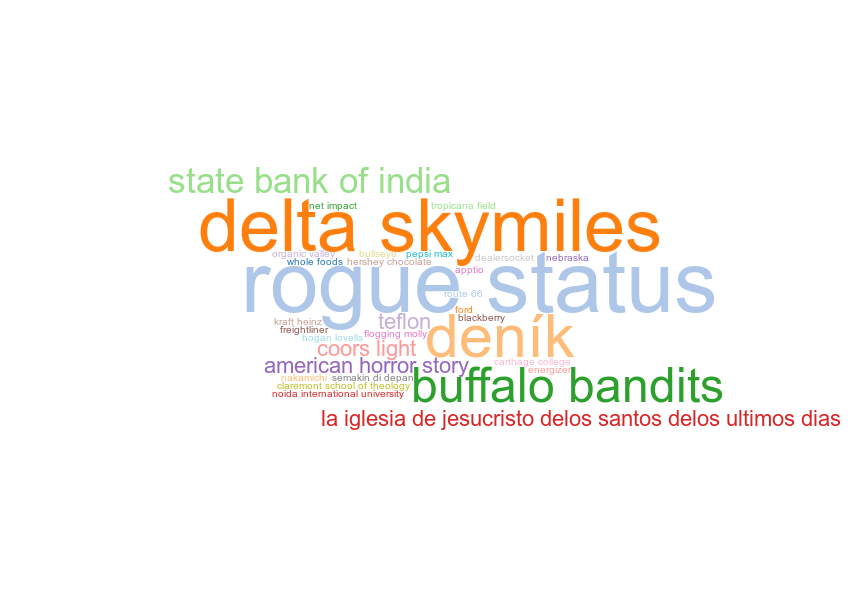 state bank of india
net impact
tropicana field
delta skymiles
organic valley
bullseye
pepsi max
dealersocket
nebraska
whole foods
hershey chocolate
apptio
rogue status
route 66
ford
blackberry
kraft heinz
teflon
freightliner
flogging molly
hogan lovells
deník
coors light
carthage college
american horror story
energizer
nakamichi
semakin di depan
claremont school of theology
buffalo bandits
noida international university
la iglesia de jesucristo delos santos delos ultimos dias